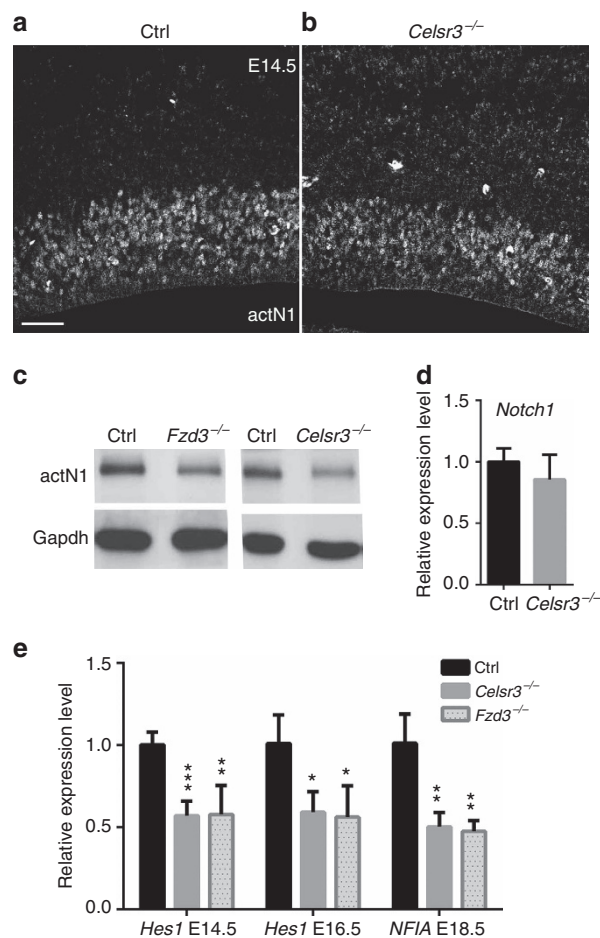 a
Ctrl
b
Celsr3−/−
E14.5
actN1
c
Ctrl Fzd3−/− Ctrl Celsr3−/−
actN1
Gapdh
d
Notch1
Relative expression level
1.5
1.0
0.5
0.0
Ctrl Celsr3−/−
e
Relative expression level
1.5
1.0
0.5
0.0
Ctrl
Celsr3−/−
Fzd3−/−
*** ** * * ** **
Hes1 E14.5 Hes1 E16.5 NFIA E18.5